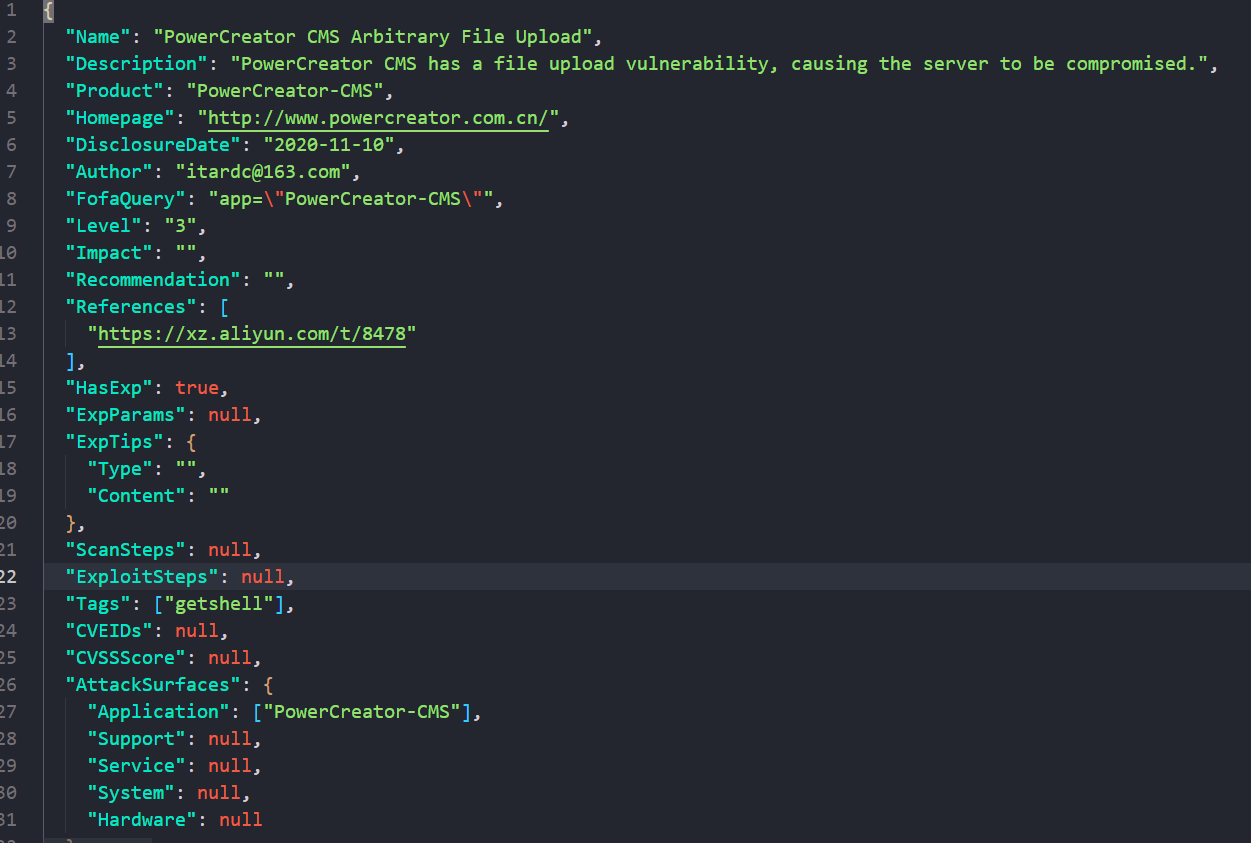 1 {
2 "Name": "PowerCreator CMS Arbitrary File Upload",
3 "Description": "PowerCreator CMS has a file upload vulnerability, causing the server to be compromised.",
4 "Product": "PowerCreator-CMS",
5 "Homepage": "http://www.powercreator.com.cn/",
6 "DisclosureDate": "2020-11-10",
7 "Author": "itardc@163.com",
8 "FofaQuery": "app=\"PowerCreator-CMS\"",
9 "Level": "3",
10 "Impact": "",
11 "Recommendation": "",
12 "References": [
13 "https://xz.aliyun.com/t/8478"
14 ],
15 "HasExp": true,
16 "ExpParams": null,
17 "ExpTips": {
18 "Type": "",
19 "Content": ""
20 },
21 "ScanSteps": null,
22 "ExploitSteps": null,
23 "Tags": ["getshell"],
24 "CVEIDs": null,
25 "CVSSScore": null,
26 "AttackSurfaces": {
27 "Application": ["PowerCreator-CMS"],
28 "Support": null,
29 "Service": null,
30 "System": null,
31 "Hardware": null